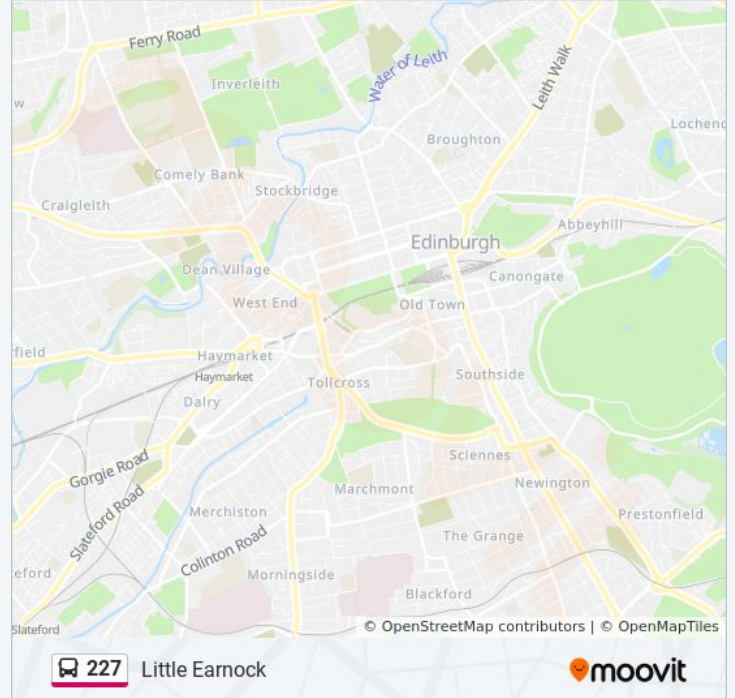 Ferry Road
Water of Leith
Leith Walk
Inverleith
w
Lochend
Broughton
Comely Bank
Stockbridge
Craigleith
Abbeyhill
Edinburgh
Dean Village
Canongate
West End
Old Town
field
Haymarket
Haymarket
Tollcross
Southside
Dalry
Gorgie Road
Sciennes
Marchmont
Newington
Slateford Road
Merchiston
Prestonfield
Colinton Road
The Grange
eford
Morningside
Blackford
Slateford
© OpenStreetMap contributors | © OpenMapTiles
227 Little Earnock
moovit